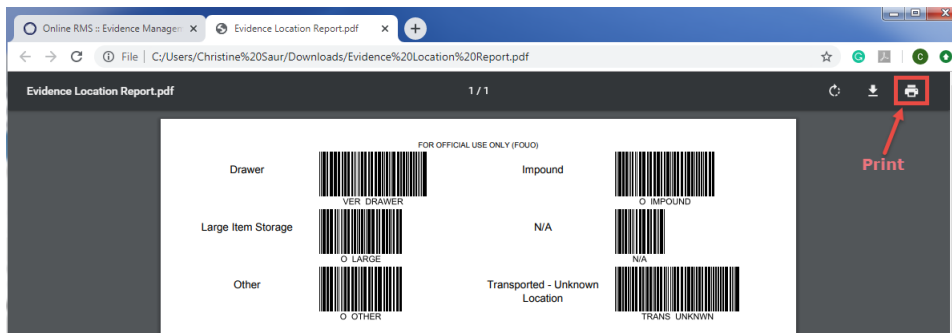 Online RMS :: Evidence Managem
Evidence Location Report.pdf
File | C:/Users/Christine%20Saur/Downloads/Evidence%20Location%20Report.pdf
Evidence Location Report.pdf
1 / 1
Print
FOR OFFICIAL USE ONLY (FOUO)
Drawer
VER DRAWER
Impound
O IMPOUND
Large Item Storage
O LARGE
N/A
N/A
Other
O OTHER
Transported - Unknown
Location
TRANS UNKNWN